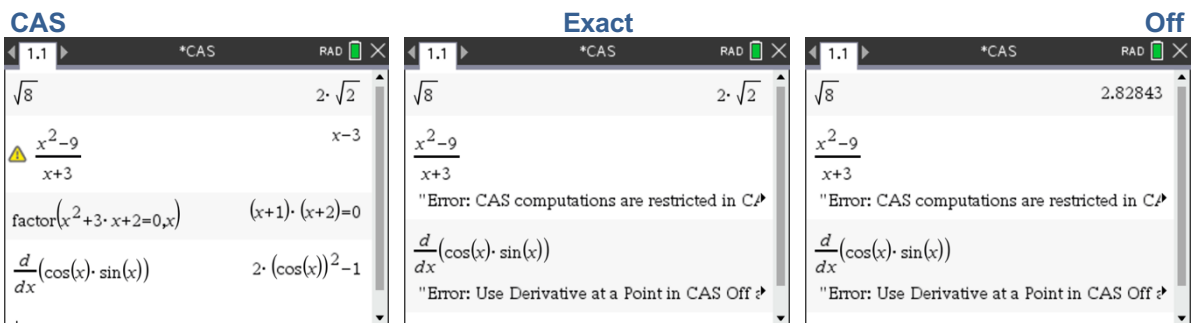 CAS
Exact
Off
1.1 *CAS RAD
√8 2·√2
x²−9 / x+3 x−3
factor(x²+3·x+2=0,x) (x+1)·(x+2)=0
d/dx(cos(x)·sin(x)) 2·(cos(x))²−1
1.1 *CAS RAD
√8 2·√2
x²−9 / x+3
"Error: CAS computations are restricted in
d/dx(cos(x)·sin(x))
"Error: Use Derivative at a Point in CAS Off
1.1 *CAS RAD
√8 2.82843
x²−9 / x+3
"Error: CAS computations are restricted in
d/dx(cos(x)·sin(x))
"Error: Use Derivative at a Point in CAS Off